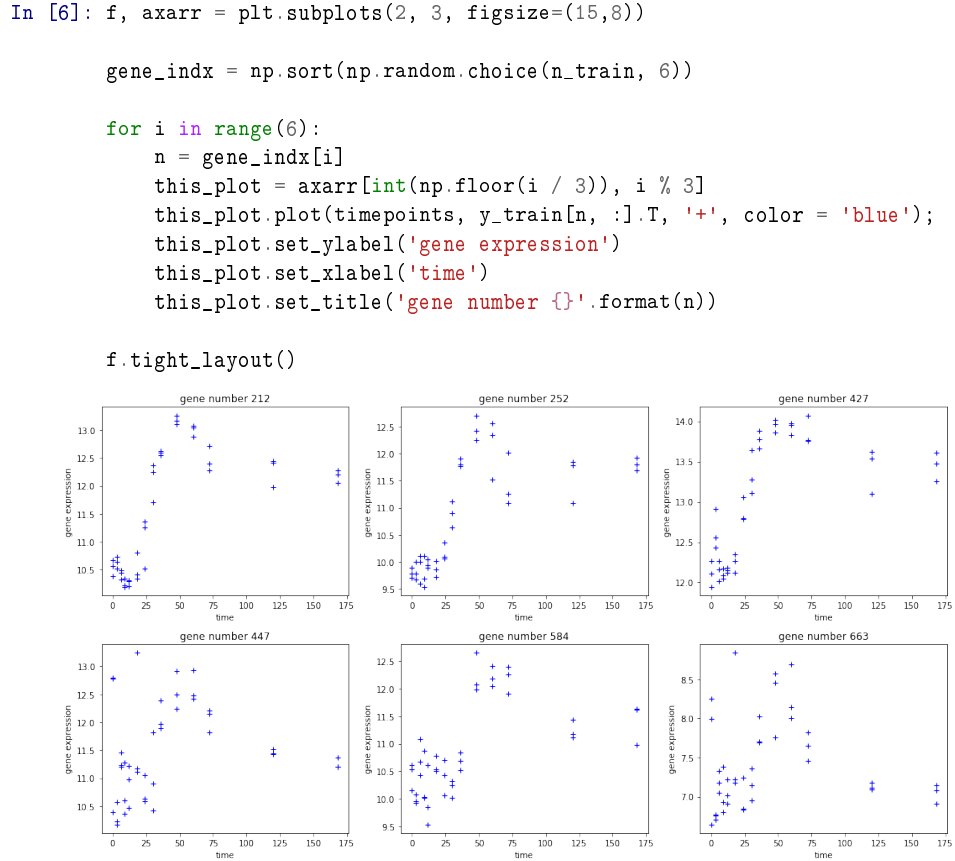 In [6]: f, axarr = plt.subplots(2, 3, figsize=(15,8))
gene_indx = np.sort(np.random.choice(n_train, 6))
for i in range(6):
n = gene_indx[i]
this_plot = axarr[int(np.floor(i / 3)), i % 3]
this_plot.plot(timepoints, y_train[n, :].T, '+', color = 'blue');
this_plot.set_ylabel('gene expression')
this_plot.set_xlabel('time')
this_plot.set_title('gene number {}'.format(n))
f.tight_layout()
gene number 212
gene expression
13.0
12.5
12.0
11.5
11.0
10.5
0 25 50 75 100 125 150 175
time
gene number 252
gene expression
12.5
12.0
11.5
11.0
10.5
10.0
9.5
0 25 50 75 100 125 150 175
time
gene number 427
gene expression
14.0
13.5
13.0
12.5
12.0
0 25 50 75 100 125 150 175
time
gene number 447
gene expression
13.0
12.5
12.0
11.5
11.0
10.5
0 25 50 75 100 125 150 175
time
gene number 584
gene expression
12.5
12.0
11.5
11.0
10.5
10.0
9.5
0 25 50 75 100 125 150 175
time
gene number 663
gene expression
8.5
8.0
7.5
7.0
0 25 50 75 100 125 150 175
time